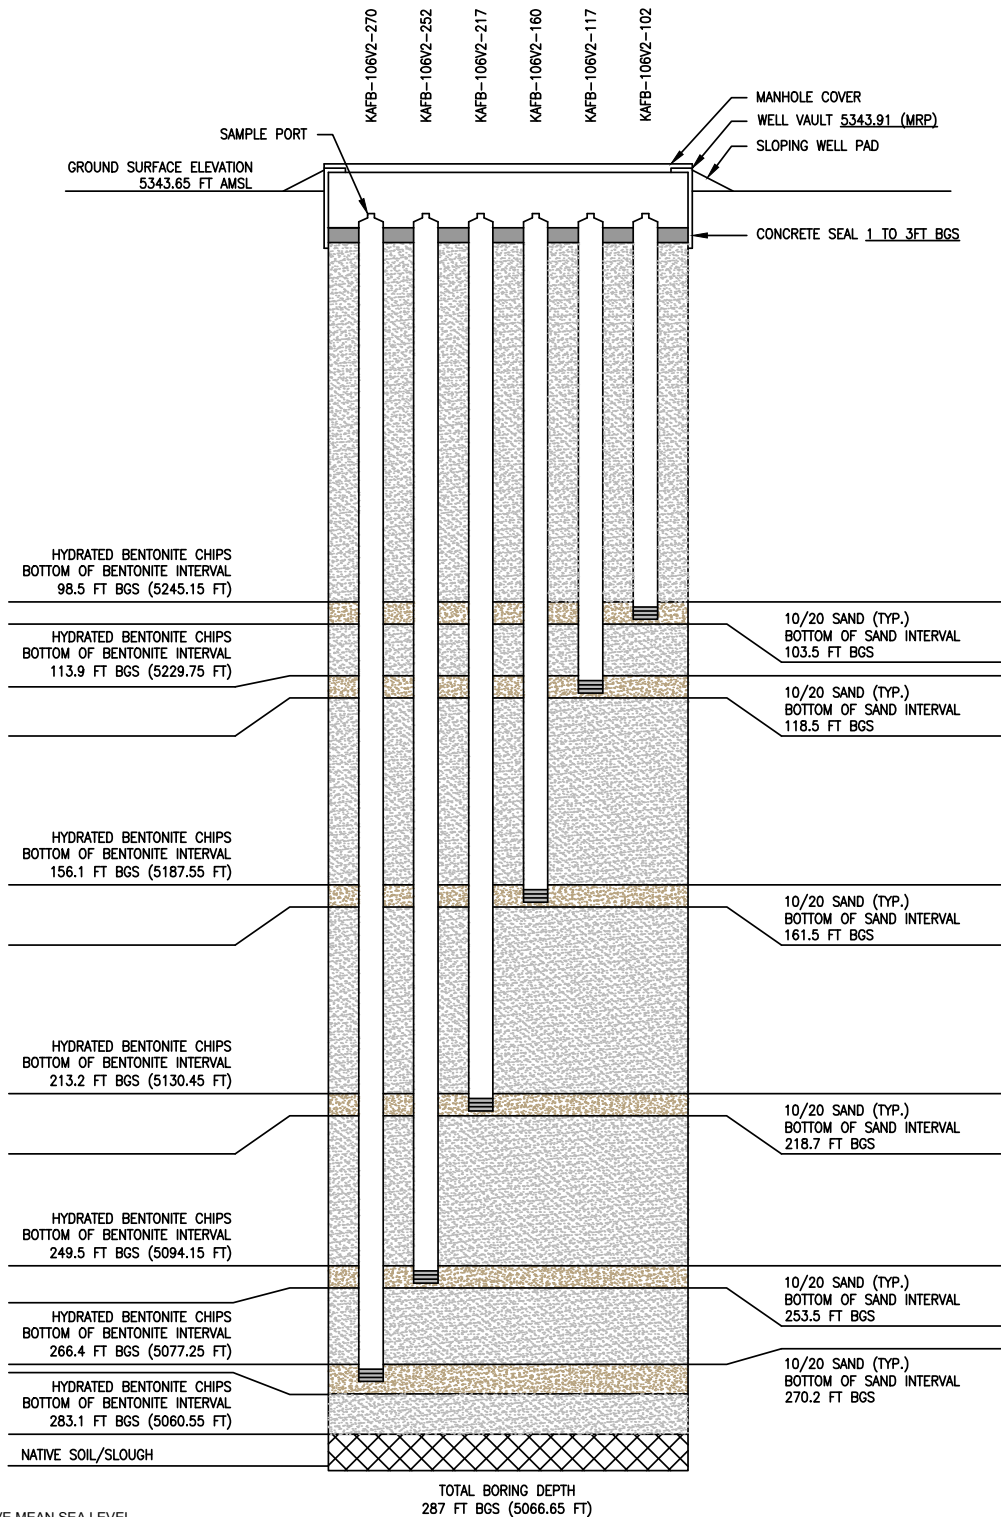 KAFB-106V2-270
KAFB-106V2-252
KAFB-106V2-217
KAFB-106V2-160
KAFB-106V2-117
KAFB-106V2-102
MANHOLE COVER
WELL VAULT 5343.91 (MRP)
SLOPING WELL PAD
SAMPLE PORT
GROUND SURFACE ELEVATION
5343.65 FT AMSL
CONCRETE SEAL 1 TO 3FT BGS
HYDRATED BENTONITE CHIPS
BOTTOM OF BENTONITE INTERVAL
98.5 FT BGS (5245.15 FT)
10/20 SAND (TYP.)
BOTTOM OF SAND INTERVAL
103.5 FT BGS
HYDRATED BENTONITE CHIPS
BOTTOM OF BENTONITE INTERVAL
113.9 FT BGS (5229.75 FT)
10/20 SAND (TYP.)
BOTTOM OF SAND INTERVAL
118.5 FT BGS
HYDRATED BENTONITE CHIPS
BOTTOM OF BENTONITE INTERVAL
156.1 FT BGS (5187.55 FT)
10/20 SAND (TYP.)
BOTTOM OF SAND INTERVAL
161.5 FT BGS
HYDRATED BENTONITE CHIPS
BOTTOM OF BENTONITE INTERVAL
213.2 FT BGS (5130.45 FT)
10/20 SAND (TYP.)
BOTTOM OF SAND INTERVAL
218.7 FT BGS
HYDRATED BENTONITE CHIPS
BOTTOM OF BENTONITE INTERVAL
249.5 FT BGS (5094.15 FT)
10/20 SAND (TYP.)
BOTTOM OF SAND INTERVAL
253.5 FT BGS
HYDRATED BENTONITE CHIPS
BOTTOM OF BENTONITE INTERVAL
266.4 FT BGS (5077.25 FT)
10/20 SAND (TYP.)
BOTTOM OF SAND INTERVAL
270.2 FT BGS
HYDRATED BENTONITE CHIPS
BOTTOM OF BENTONITE INTERVAL
283.1 FT BGS (5060.55 FT)
NATIVE SOIL/SLOUGH
TOTAL BORING DEPTH
287 FT BGS (5066.65 FT)
MEAN SEA LEVEL